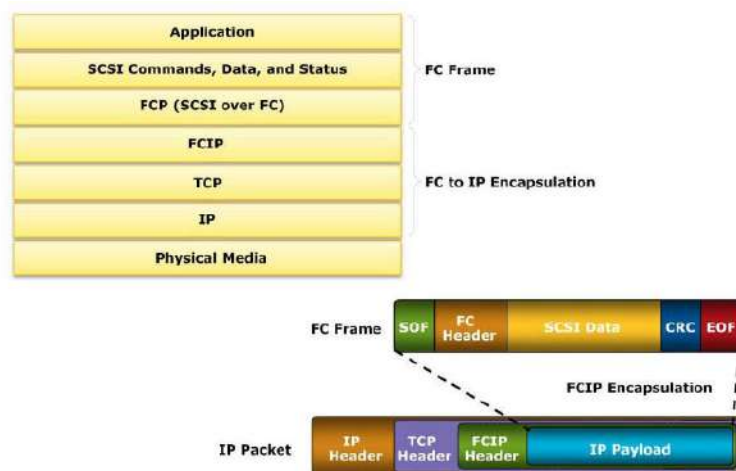 Application
SCSI Commands, Data, and Status
FC Frame
FCP (SCSI over FC)
FCIP
TCP
FC to IP Encapsulation
IP
Physical Media
FC Frame
SOF
FC
Header
SCSI Data
CRC
EOF
FCIP Encapsulation
IP Packet
IP
Header
TCP
Header
FCIP
Header
IP Payload